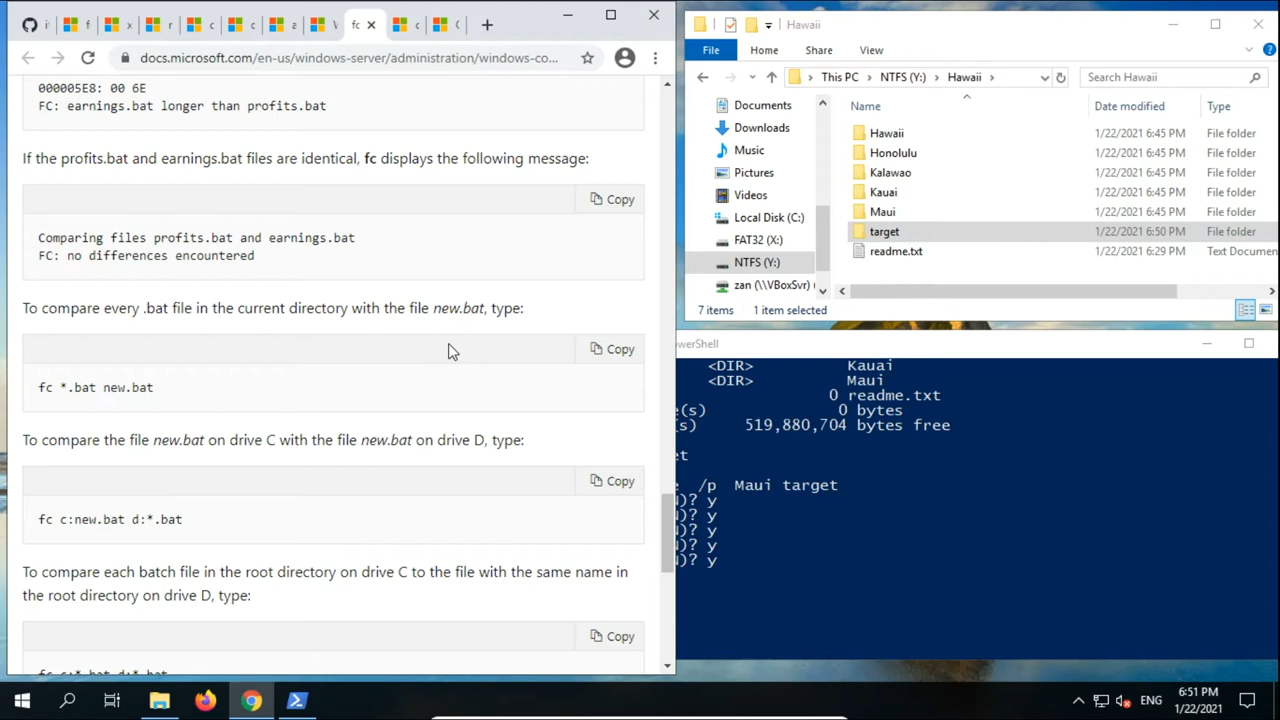 fc
docs.microsoft.com/en-us/windows-server/administration/windows-co...
000005E8: 00 6E
FC: earnings.bat longer than profits.bat
If the profits.bat and earnings.bat files are identical, fc displays the following message:
Copy
Comparing files profits.bat and earnings.bat
FC: no differences encountered
To compare every .bat file in the current directory with the file new.bat, type:
Copy
fc *.bat new.bat
To compare the file new.bat on drive C with the file new.bat on drive D, type:
Copy
fc c:new.bat d:*.bat
To compare each batch file in the root directory on drive C to the file with the same name in
the root directory on drive D, type:
Copy
fc c:*.bat d:*.bat
Hawaii
File Home Share View
This PC NTFS (Y:) Hawaii Search Hawaii
Name Date modified Type
Documents
Downloads
Music
Pictures
Videos
Local Disk (C:)
FAT32 (X:)
NTFS (Y:)
zan (\\VBoxSvr) (
Hawaii 1/22/2021 6:45 PM File folder
Honolulu 1/22/2021 6:45 PM File folder
Kalawao 1/22/2021 6:45 PM File folder
Kauai 1/22/2021 6:45 PM File folder
Maui 1/22/2021 6:45 PM File folder
target 1/22/2021 6:50 PM File folder
readme.txt 1/22/2021 6:29 PM Text Documen
7 items 1 item selected
owerShell
<DIR> Kauai
<DIR> Maui
0 readme.txt
e(s) 0 bytes
(s) 519,880,704 bytes free
et
e /p Maui target
)? y
)? y
)? y
)? y
)? y
ENG
6:51 PM
1/22/2021